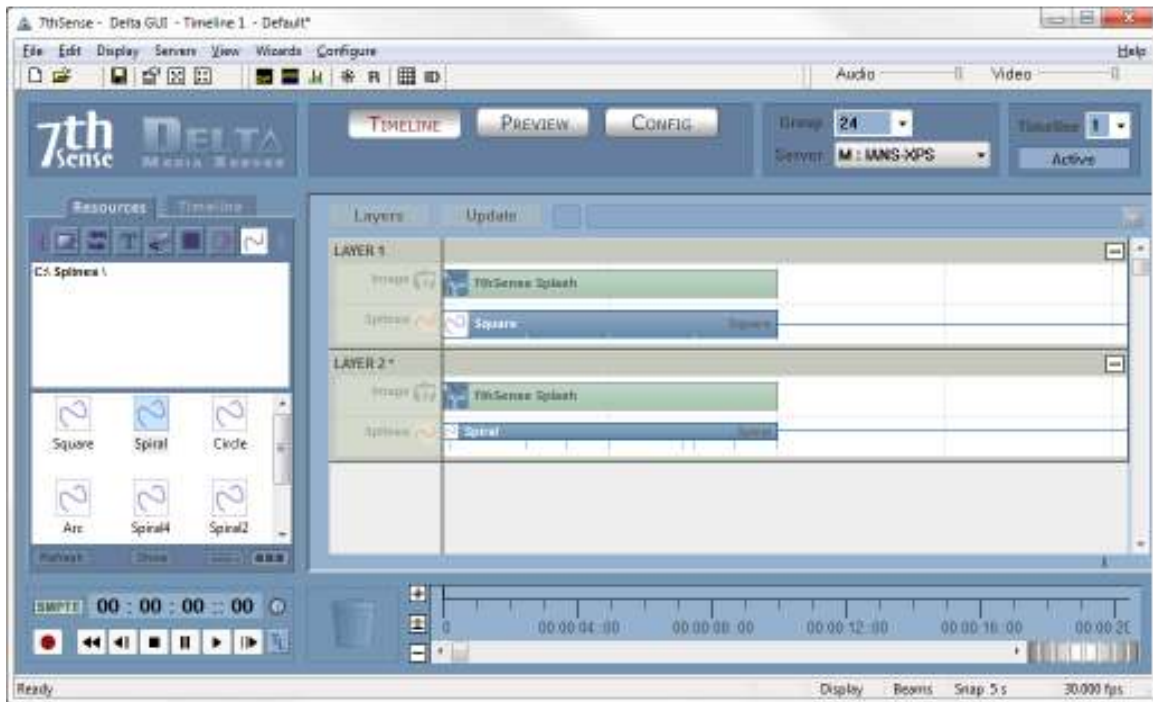 7thSense - Delta GUI - Timeline 1 - Default*
File Edit Display Servers View Wizards Configure Help
Audio Video
7th Sense DELTA MEDIA SERVER
TIMELINE PREVIEW CONFIG
Group 24
Timeline 1
Server M : IANS-XPS
Active
Resources Timeline
Layers Update
C:\ Splines \
LAYER 1
Image 7thSense Splash
Splines Square Square
LAYER 2 *
Image 7thSense Splash
Splines Spiral Spiral
Square Spiral Circle
Arc Spiral4 Spiral2
Refresh Show
SMPTE 00 : 00 : 00 :: 00
0 00:00:04::00 00:00:08::00 00:00:12::00 00:00:16::00 00:00:2
Ready Display Beams Snap 5 s 30.000 fps